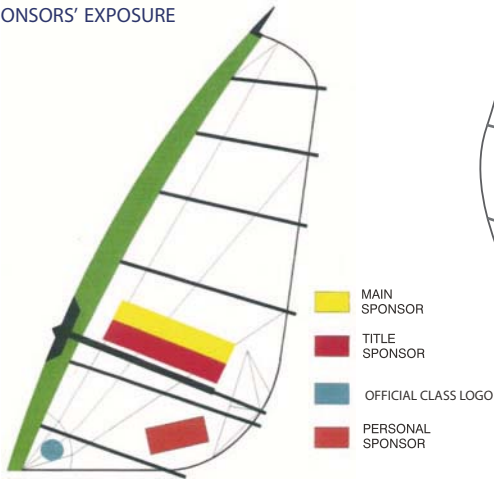 ONSORS’ EXPOSURE
MAIN
SPONSOR
TITLE
SPONSOR
OFFICIAL CLASS LOGO
PERSONAL
SPONSOR